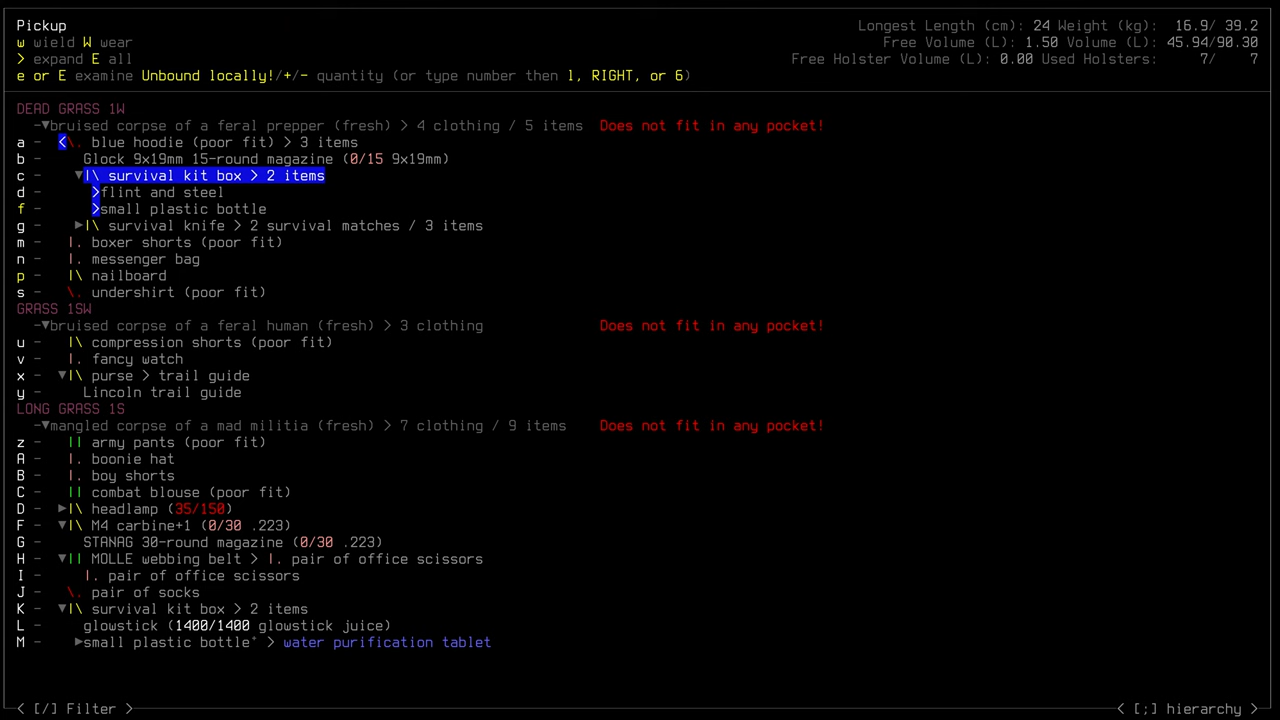 Pickup
Longest Length (cm): 24 Weight (kg): 16.9/ 39.2
w wield W wear
Free Volume (L): 1.50 Volume (L): 45.94/90.30
> expand E all
Free Holster Volume (L): 0.00 Used Holsters: 7/ 7
e or E examine Unbound locally!/+/- quantity (or type number then l, RIGHT, or 6)
DEAD GRASS 1W
-▼bruised corpse of a feral prepper (fresh) > 4 clothing / 5 items Does not fit in any pocket!
a - <\. blue hoodie (poor fit) > 3 items
b - Glock 9x19mm 15-round magazine (0/15 9x19mm)
c - ▼|\ survival kit box > 2 items
d - >flint and steel
f - >small plastic bottle
g - ▶|\ survival knife > 2 survival matches / 3 items
m - |. boxer shorts (poor fit)
n - |. messenger bag
p - |\ nailboard
s - \. undershirt (poor fit)
GRASS 1SW
-▼bruised corpse of a feral human (fresh) > 3 clothing Does not fit in any pocket!
u - |\ compression shorts (poor fit)
v - |. fancy watch
x - ▼|\ purse > trail guide
y - Lincoln trail guide
LONG GRASS 1S
-▼mangled corpse of a mad militia (fresh) > 7 clothing / 9 items Does not fit in any pocket!
z - || army pants (poor fit)
A - |. boonie hat
B - |. boy shorts
C - || combat blouse (poor fit)
D - ▶|\ headlamp (35/150)
F - ▼|\ M4 carbine+1 (0/30 .223)
G - STANAG 30-round magazine (0/30 .223)
H - ▼|| MOLLE webbing belt > |. pair of office scissors
I - |. pair of office scissors
J - \. pair of socks
K - ▼|\ survival kit box > 2 items
L - glowstick (1400/1400 glowstick juice)
M - ▶small plastic bottle⁺ > water purification tablet
< [/] Filter >
< [;] hierarchy >